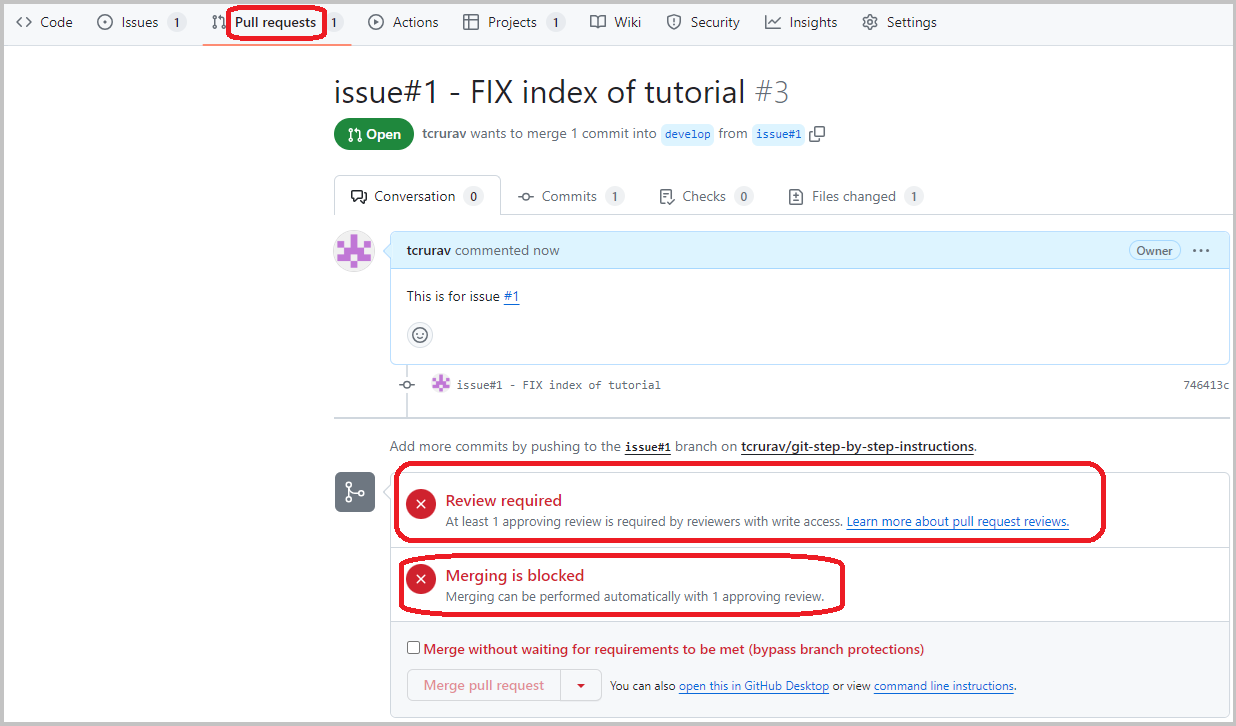 Code Issues 1 Pull requests 1 Actions Projects 1 Wiki Security Insights Settings
issue#1 - FIX index of tutorial #3
Open tcrurav wants to merge 1 commit into develop from issue#1
Conversation 0 Commits 1 Checks 0 Files changed 1
tcrurav commented now Owner
This is for issue #1
issue#1 - FIX index of tutorial 746413c
Add more commits by pushing to the issue#1 branch on tcrurav/git-step-by-step-instructions.
Review required
At least 1 approving review is required by reviewers with write access. Learn more about pull request reviews.
Merging is blocked
Merging can be performed automatically with 1 approving review.
Merge without waiting for requirements to be met (bypass branch protections)
Merge pull request You can also open this in GitHub Desktop or view command line instructions.